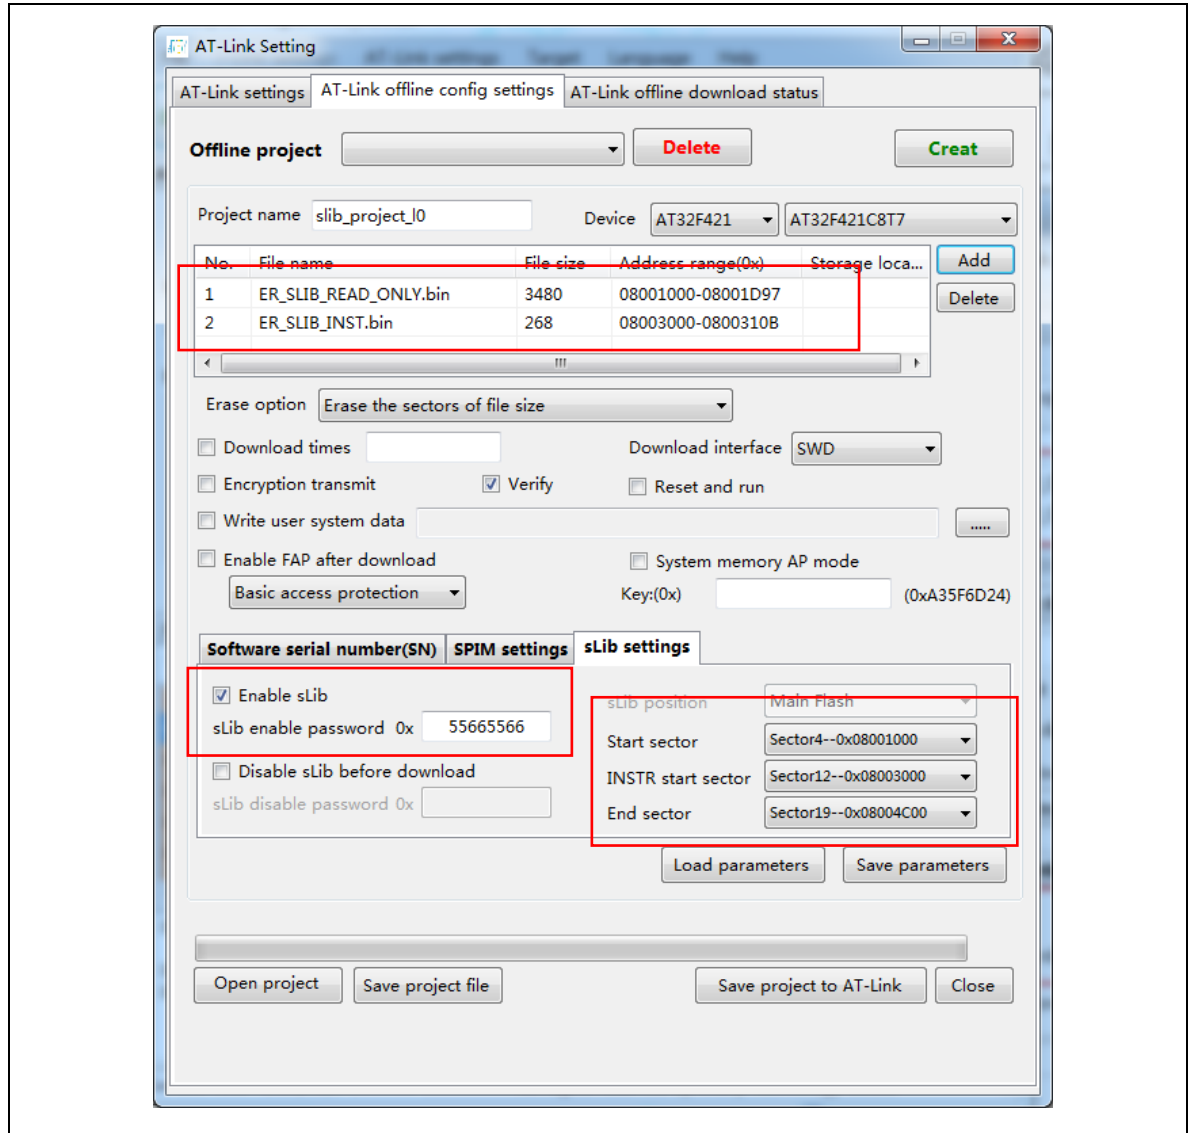 AT-Link Setting
AT-Link settings Target Language Help
AT-Link settings AT-Link offline config settings AT-Link offline download status
Offline project Delete Creat
Project name slib_project_l0 Device AT32F421 AT32F421C8T7
No. File name File size Address range(0x) Storage loca... Add
1 ER_SLIB_READ_ONLY.bin 3480 08001000-08001D97 Delete
2 ER_SLIB_INST.bin 268 08003000-0800310B
Erase option Erase the sectors of file size
Download times Download interface SWD
Encryption transmit Verify Reset and run
Write user system data .....
Enable FAP after download System memory AP mode
Basic access protection Key:(0x) (0xA35F6D24)
Software serial number(SN) SPIM settings sLib settings
Enable sLib sLib position Main Flash
sLib enable password 0x 55665566 Start sector Sector4--0x08001000
Disable sLib before download INSTR start sector Sector12--0x08003000
sLib disable password 0x End sector Sector19--0x08004C00
Load parameters Save parameters
Open project Save project file Save project to AT-Link Close